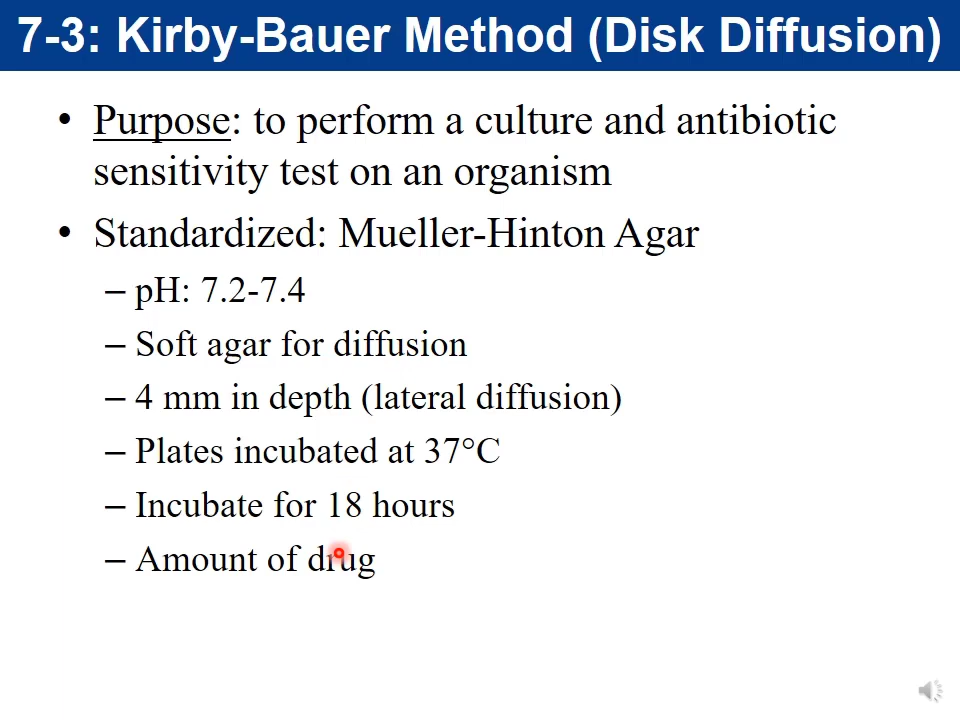 7-3: Kirby-Bauer Method (Disk Diffusion)
• Purpose: to perform a culture and antibiotic
sensitivity test on an organism
• Standardized: Mueller-Hinton Agar
– pH: 7.2-7.4
– Soft agar for diffusion
– 4 mm in depth (lateral diffusion)
– Plates incubated at 37°C
– Incubate for 18 hours
– Amount of drug